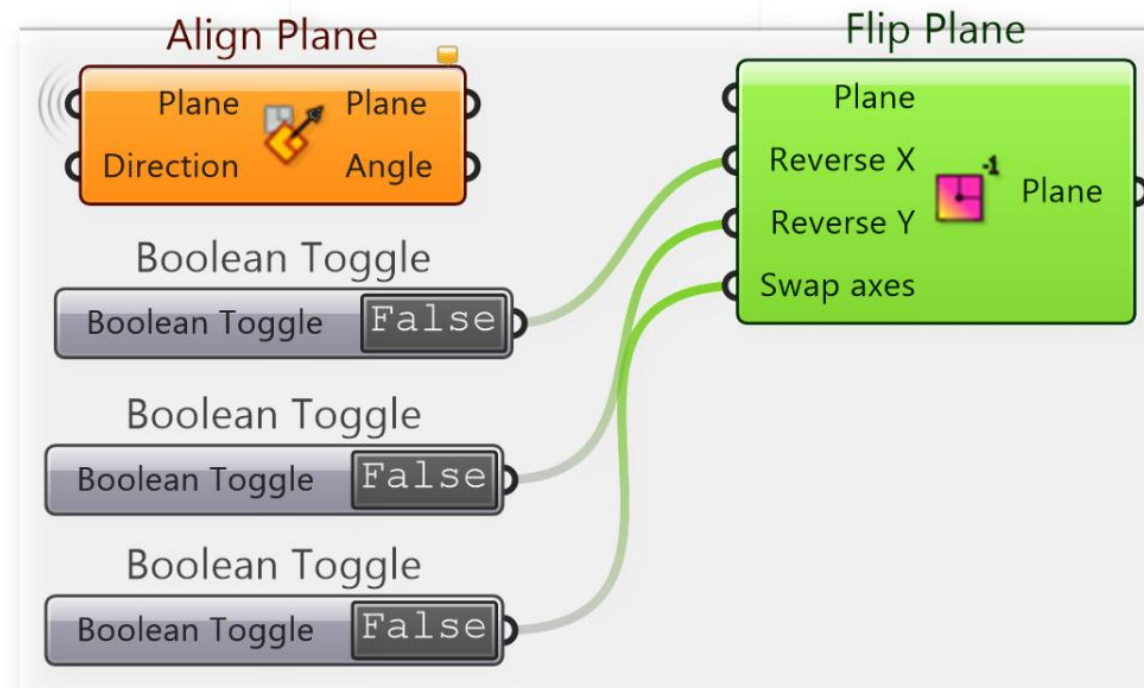 Align Plane
Plane Plane
Direction Angle
Boolean Toggle
Boolean Toggle False
Boolean Toggle
Boolean Toggle False
Boolean Toggle
Boolean Toggle False
Flip Plane
Plane
Reverse X
-1
Plane
Reverse Y
Swap axes